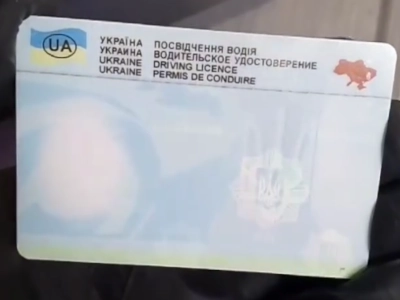 UA
УКРАЇНА ПОСВІДЧЕННЯ ВОДІЯ
УКРАИНА ВОДИТЕЛЬСКОЕ УДОСТОВЕРЕНИЕ
UKRAINE DRIVING LICENCE
UKRAINE PERMIS DE CONDUIRE